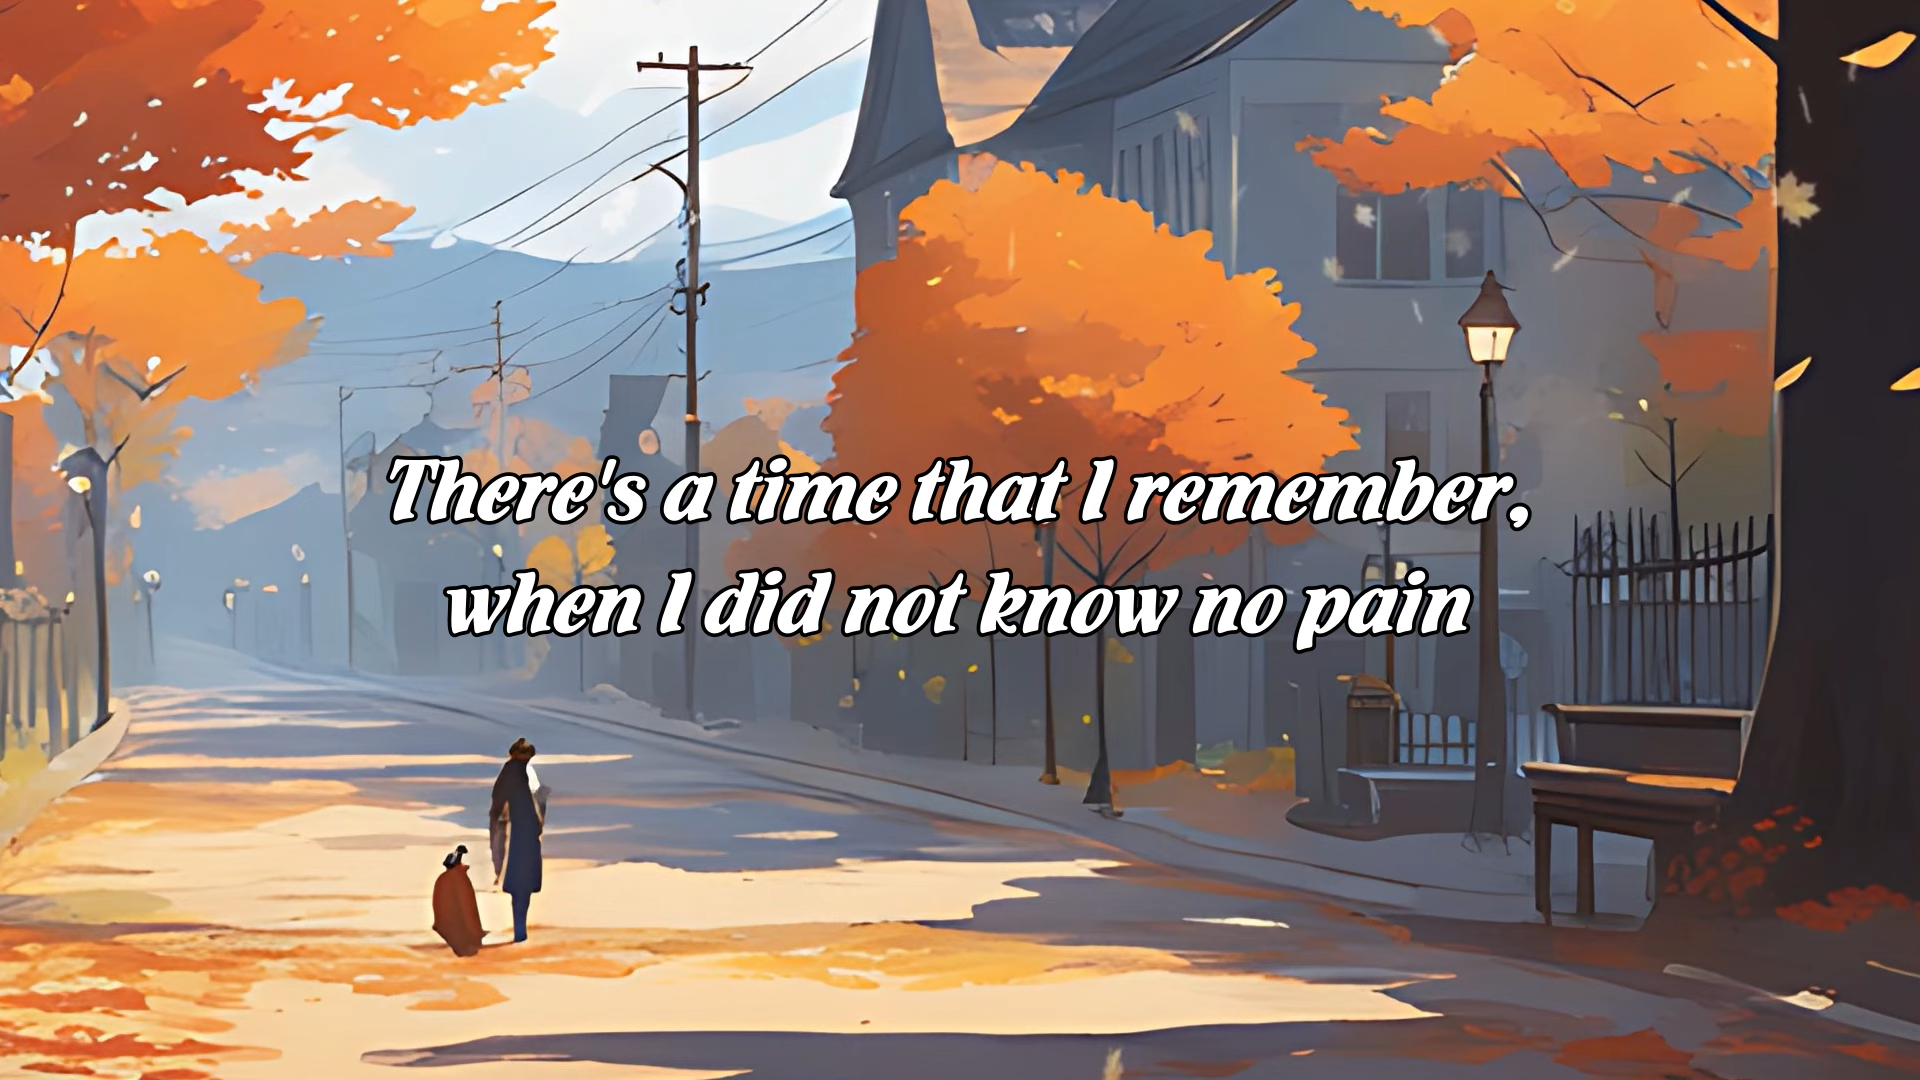 There's a time that I remember,
when I did not know no pain